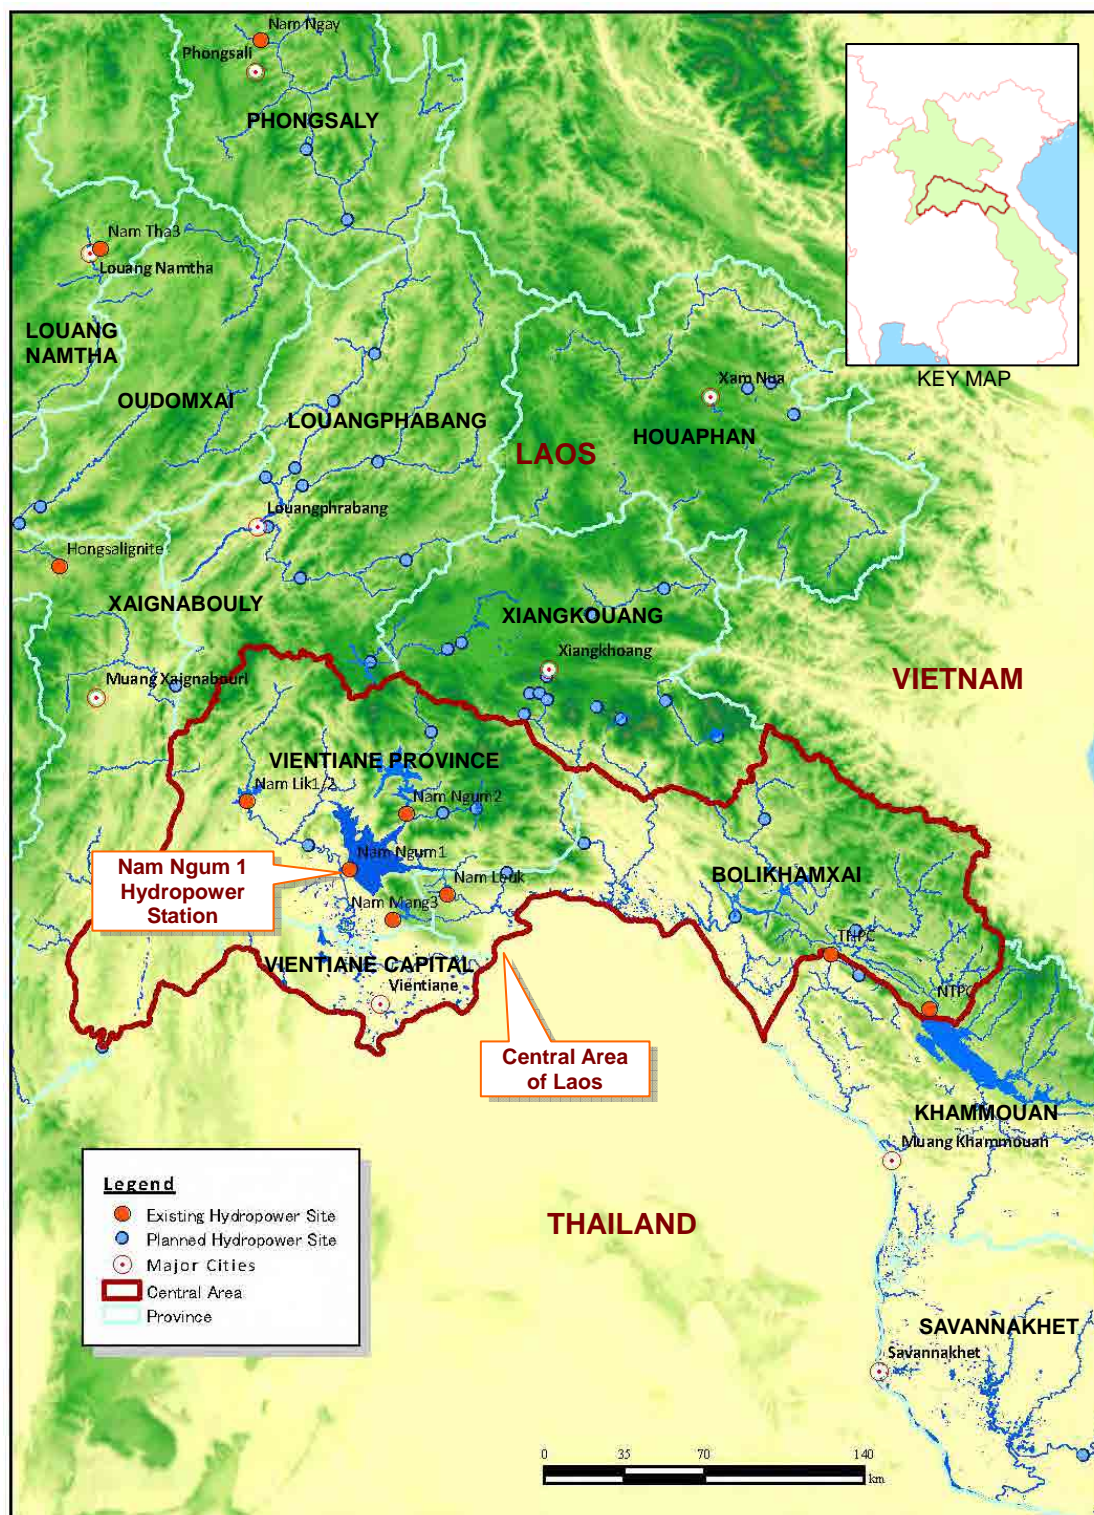 Nam Ngay
Phongsali
PHONGSALY
KEY MAP
Nam Tha3
Louang Namtha
LOUANG
NAMTHA
OUDOMXAI
LOUANGPHABANG
Xam Nua
HOUAPHAN
LAOS
Louangphrabang
Hongsalignite
XAIGNABOULY
XIANGKOUANG
Xiangkhoang
VIETNAM
Muang Xaignabouri
VIENTIANE PROVINCE
Nam Lik1/2
Nam Ngum2
Nam Ngum 1
Hydropower
Station
Nam Ngum1
Nam Leuk
Nam Mang3
BOLIKHAMXAI
THPC
VIENTIANE CAPITAL
Vientiane
NTPC
Central Area
of Laos
KHAMMOUAN
Muang Khammouan
THAILAND
Legend
Existing Hydropower Site
Planned Hydropower Site
Major Cities
Central Area
Province
SAVANNAKHET
Savannakhet
0 35 70 140
km